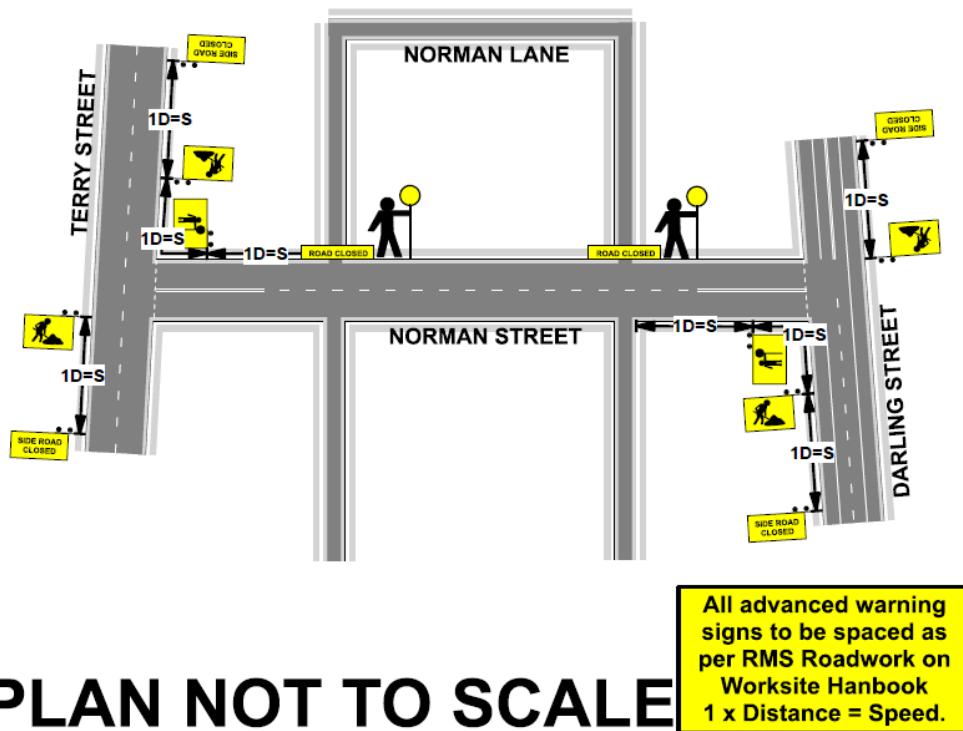 NORMAN LANE
SIDE ROAD
CLOSED
TERRY STREET
1D=S
1D=S
1D=S
ROAD CLOSED
ROAD CLOSED
SIDE ROAD
CLOSED
1D=S
NORMAN STREET
1D=S
1D=S
1D=S
SIDE ROAD
CLOSED
1D=S
DARLING STREET
SIDE ROAD
CLOSED
PLAN NOT TO SCALE
All advanced warning
signs to be spaced as
per RMS Roadwork on
Worksite Hanbook
1 x Distance = Speed.